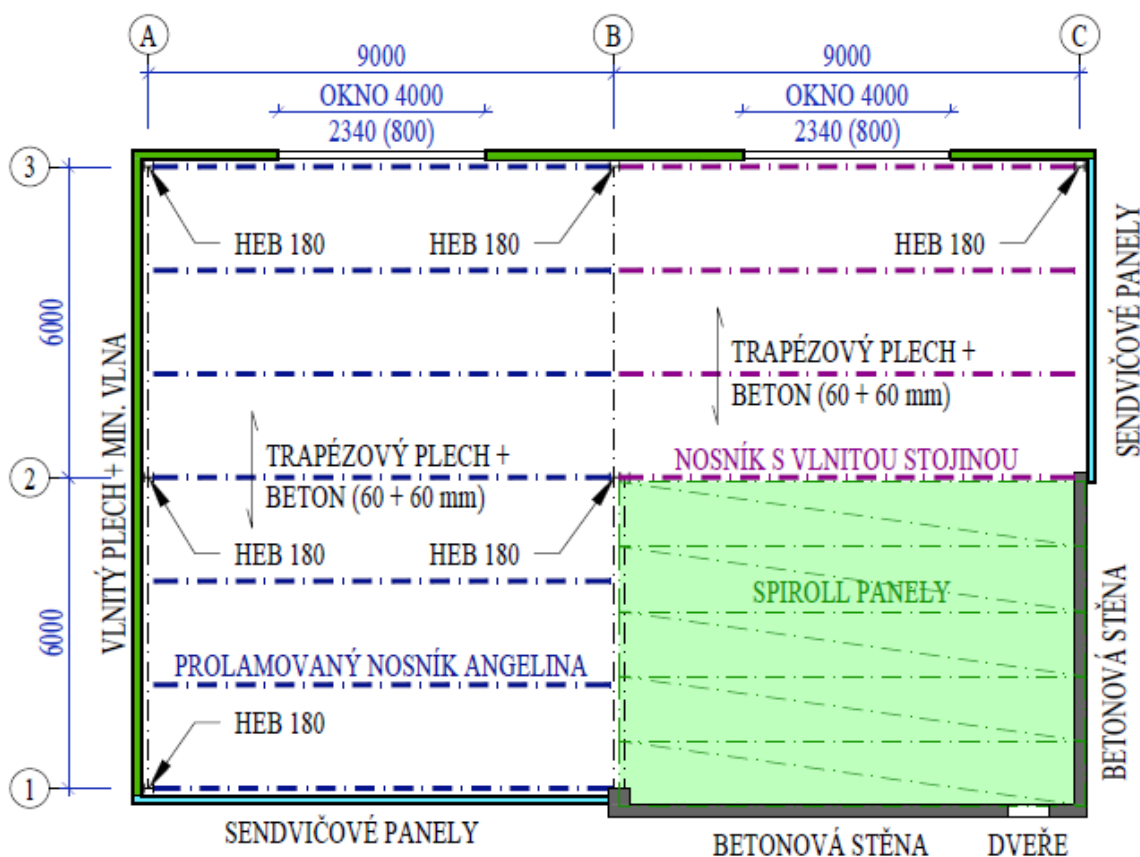 A
B
C
9000
9000
OKNO 4000
OKNO 4000
2340 (800)
2340 (800)
3
HEB 180
HEB 180
HEB 180
6000
SENDVIČOVÉ PANELY
TRAPÉZOVÝ PLECH +
BETON (60 + 60 mm)
VLNITÝ PLECH + MIN. VLNA
TRAPÉZOVÝ PLECH +
BETON (60 + 60 mm)
NOSNÍK S VLNITOU STOJINOU
2
HEB 180
HEB 180
6000
SPIROLL PANELY
BETONOVÁ STĚNA
PROLAMOVANÝ NOSNÍK ANGELINA
HEB 180
1
SENDVIČOVÉ PANELY
BETONOVÁ STĚNA
DVEŘE